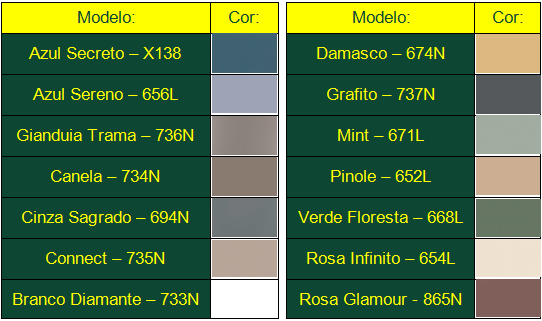 Modelo: Cor:
Azul Secreto – X138
Azul Sereno – 656L
Gianduia Trama – 736N
Canela – 734N
Cinza Sagrado – 694N
Connect – 735N
Branco Diamante – 733N
Modelo: Cor:
Damasco – 674N
Grafito – 737N
Mint – 671L
Pinole – 652L
Verde Floresta – 668L
Rosa Infinito – 654L
Rosa Glamour - 865N